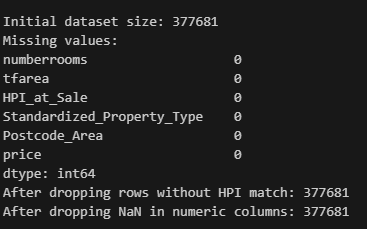 Initial dataset size: 377681
Missing values:
numberrooms 0
tfarea 0
HPI_at_Sale 0
Standardized_Property_Type 0
Postcode_Area 0
price 0
dtype: int64
After dropping rows without HPI match: 377681
After dropping NaN in numeric columns: 377681